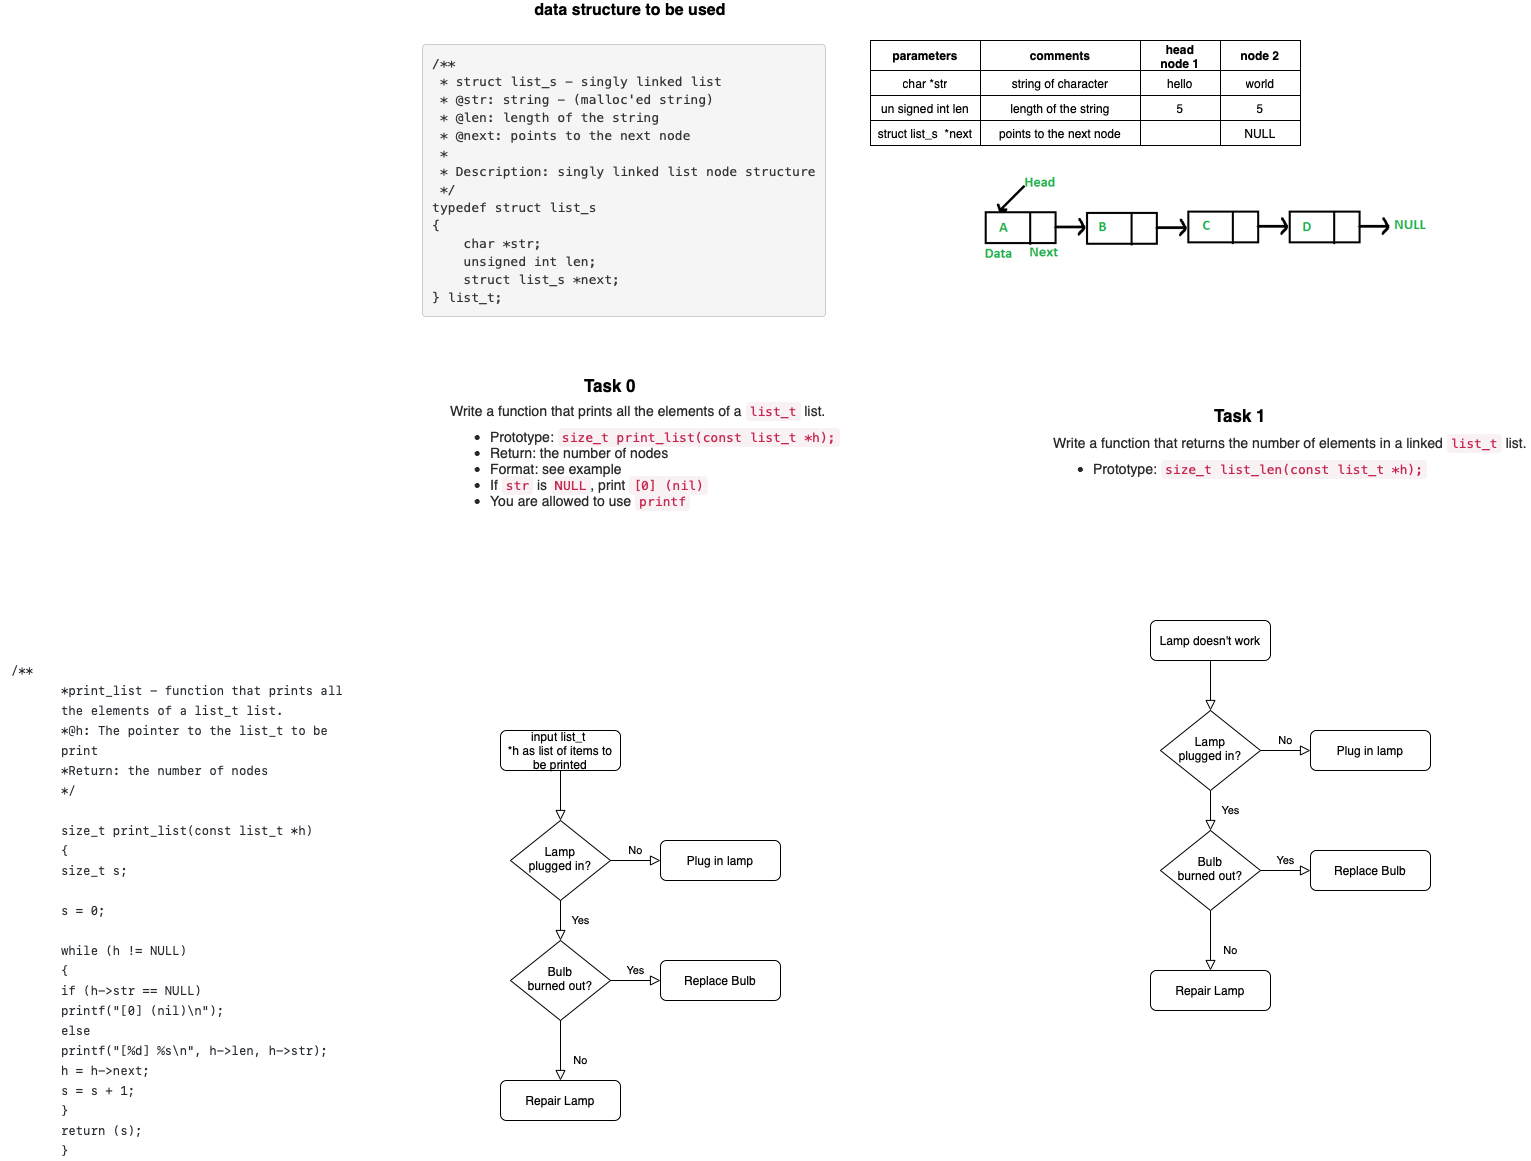 data structure to be used
/**
 * struct list_s - singly linked list
 * @str: string - (malloc'ed string)
 * @len: length of the string
 * @next: points to the next node
 *
 * Description: singly linked list node structure
 */
typedef struct list_s
{
    char *str;
    unsigned int len;
    struct list_s *next;
} list_t;
parameters comments head node 1 node 2
char *str string of character hello world
un signed int len length of the string 5 5
struct list_s *next points to the next node NULL
Head
A B C D NULL
Data Next
Task 0
Write a function that prints all the elements of a list_t list.
• Prototype: size_t print_list(const list_t *h);
• Return: the number of nodes
• Format: see example
• If str is NULL, print [0] (nil)
• You are allowed to use printf
Task 1
Write a function that returns the number of elements in a linked list_t list.
• Prototype: size_t list_len(const list_t *h);
/**
*print_list - function that prints all
the elements of a list_t list.
*@h: The pointer to the list_t to be
print
*Return: the number of nodes
*/
size_t print_list(const list_t *h)
{
size_t s;
s = 0;
while (h != NULL)
{
if (h->str == NULL)
printf("[0] (nil)\n");
else
printf("[%d] %s\n", h->len, h->str);
h = h->next;
s = s + 1;
}
return (s);
}
input list_t
*h as list of items to
be printed
Lamp
plugged in?
No
Plug in lamp
Yes
Bulb
burned out?
Yes
Replace Bulb
No
Repair Lamp
Lamp doesn't work
Lamp
plugged in?
No
Plug in lamp
Yes
Bulb
burned out?
Yes
Replace Bulb
No
Repair Lamp